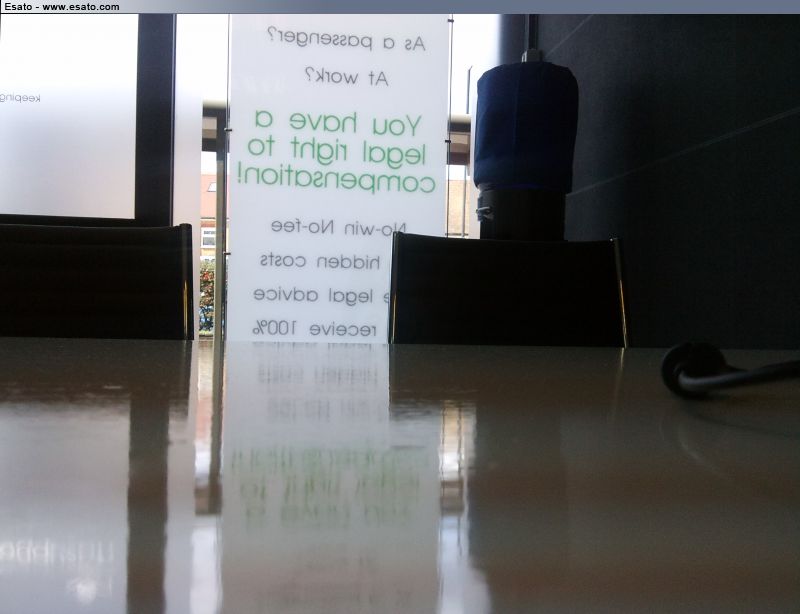 Esato - www.esato.com
As a passenger?
At work?
You have a
legal right to
compensation!
No-win No-fee
hidden costs
legal advice
receive 100%
keeping